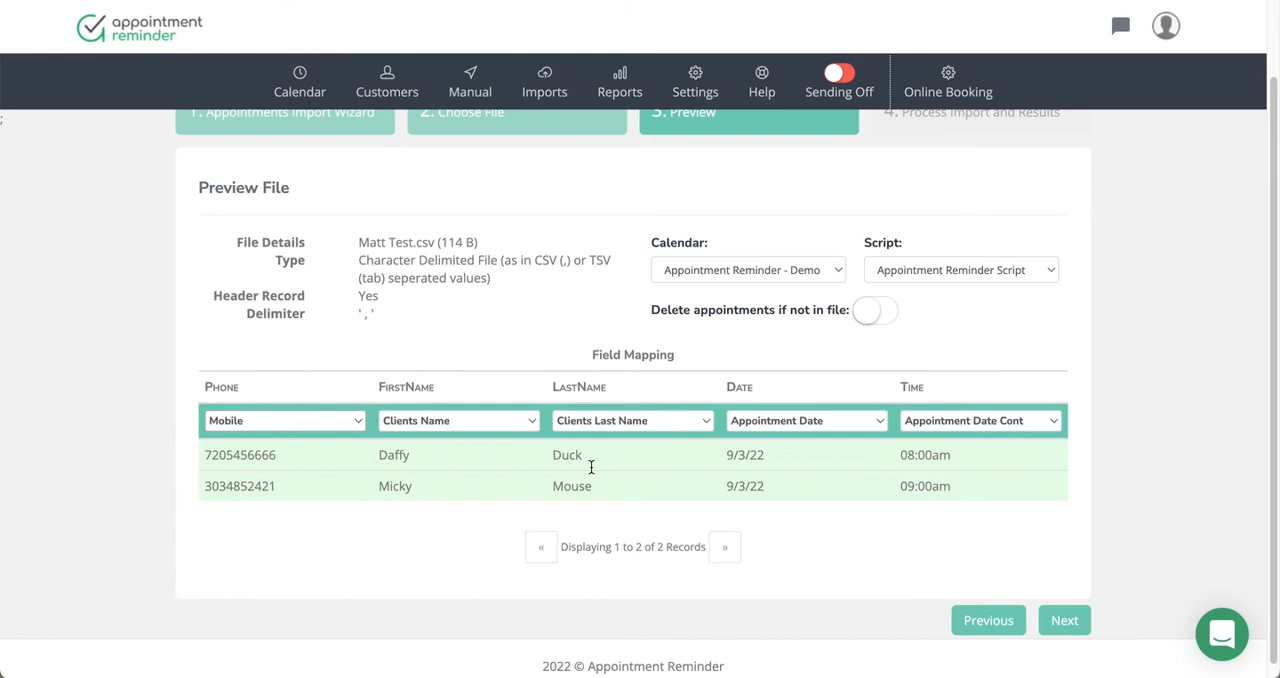 appointment
reminder
Calendar Customers Manual Imports Reports Settings Help Sending Off Online Booking
;
1. Appointments Import Wizard 2. Choose File 3. Preview 4. Process Import and Results
Preview File
File Details Matt Test.csv (114 B)
Type Character Delimited File (as in CSV (,) or TSV
(tab) seperated values)
Header Record Yes
Delimiter ' , '
Calendar: Script:
Appointment Reminder - Demo Appointment Reminder Script
Delete appointments if not in file:
Field Mapping
Phone FirstName LastName Date Time
Mobile Clients Name Clients Last Name Appointment Date Appointment Date Cont
7205456666 Daffy Duck 9/3/22 08:00am
3034852421 Micky Mouse 9/3/22 09:00am
« Displaying 1 to 2 of 2 Records »
Previous Next
2022 © Appointment Reminder